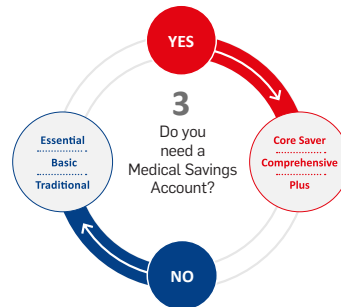 YES
3
Do you
need a
Medical Savings
Account?
Essential
Basic
Traditional
Core Saver
Comprehensive
Plus
NO